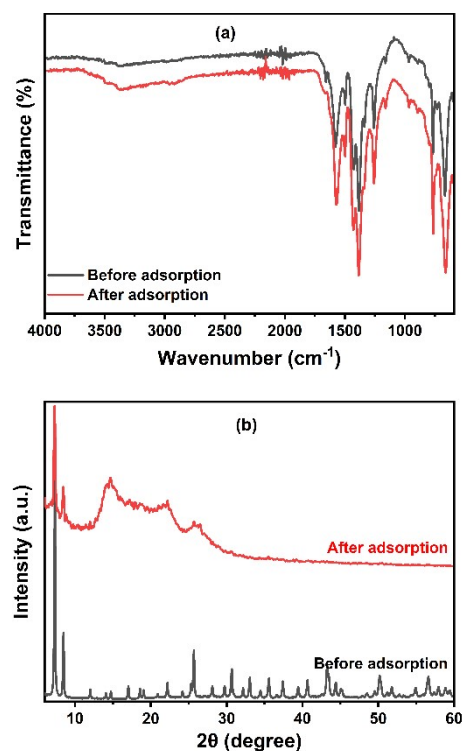 (a)
Transmittance (%)
Before adsorption
After adsorption
4000 3500 3000 2500 2000 1500 1000
Wavenumber (cm⁻¹)
(b)
Intensity (a.u.)
After adsorption
Before adsorption
10 20 30 40 50 60
2θ (degree)